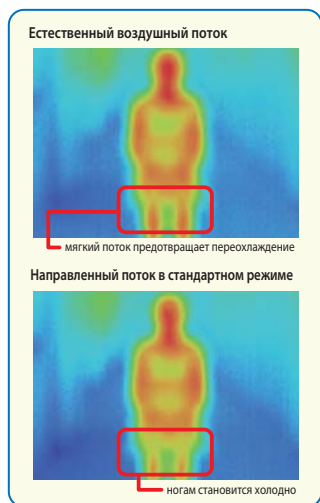 Естественный воздушный поток
мягкий поток предотвращает переохлаждение
Направленный поток в стандартном режиме
ногам становится холодно